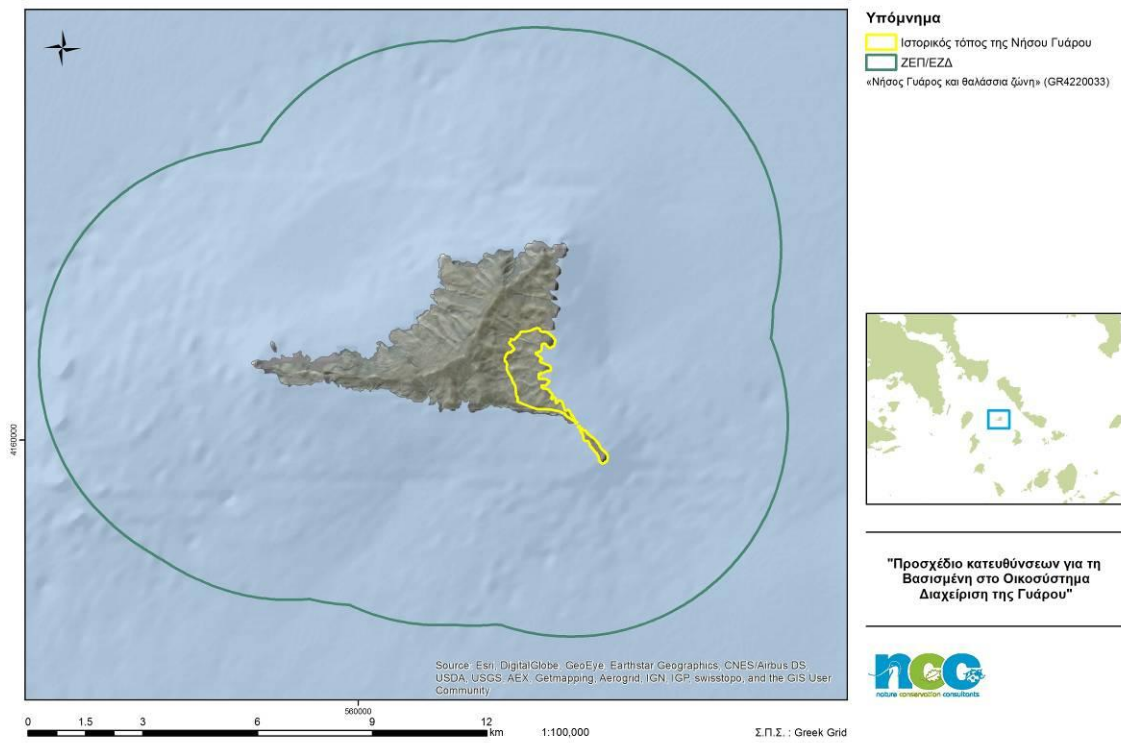 Υπόμνημα
Ιστορικός τόπος της Νήσου Γυάρου
ΖΕΠ/ΕΖΔ
«Νήσος Γυάρος και θαλάσσια ζώνη» (GR4220033)
4160000
Source: Esri, DigitalGlobe, GeoEye, Earthstar Geographics, CNES/Airbus DS,
USDA, USGS, AEX, Getmapping, Aerogrid, IGN, IGP, swisstopo, and the GIS User
Community
"Προσχέδιο κατευθύνσεων για τη
Βασισμένη στο Οικοσύστημα
Διαχείριση της Γυάρου"
ncc
nature conservation consultants
560000
0 1.5 3 6 9 12
km
1:100,000
Σ.Π.Σ. : Greek Grid